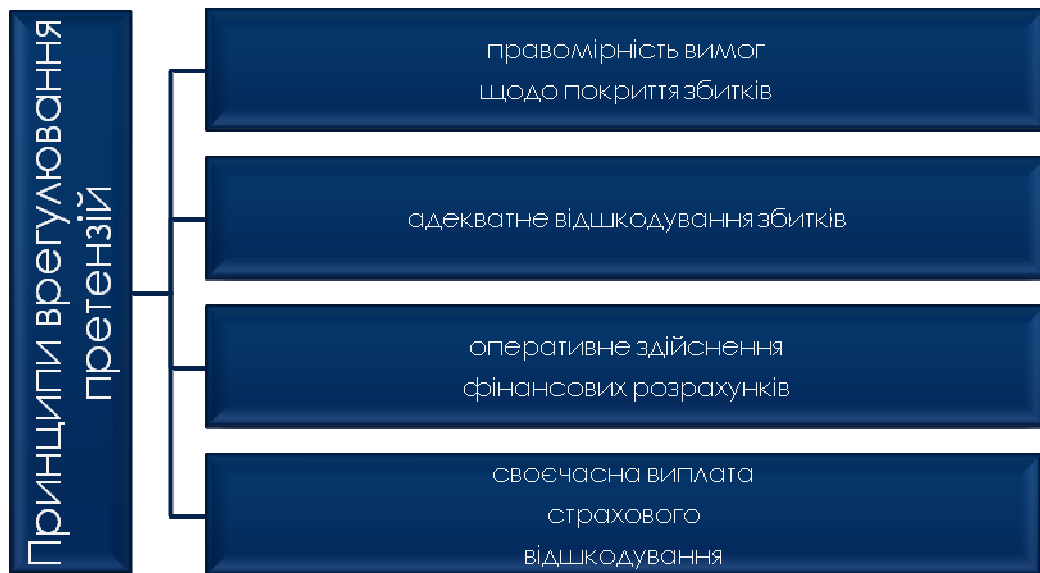 Принципи врегулювання
претензій
правомірність вимог
щодо покриття збитків
адекватне відшкодування збитків
оперативне здійснення
фінансових розрахунків
своєчасна виплата
страхового
відшкодування